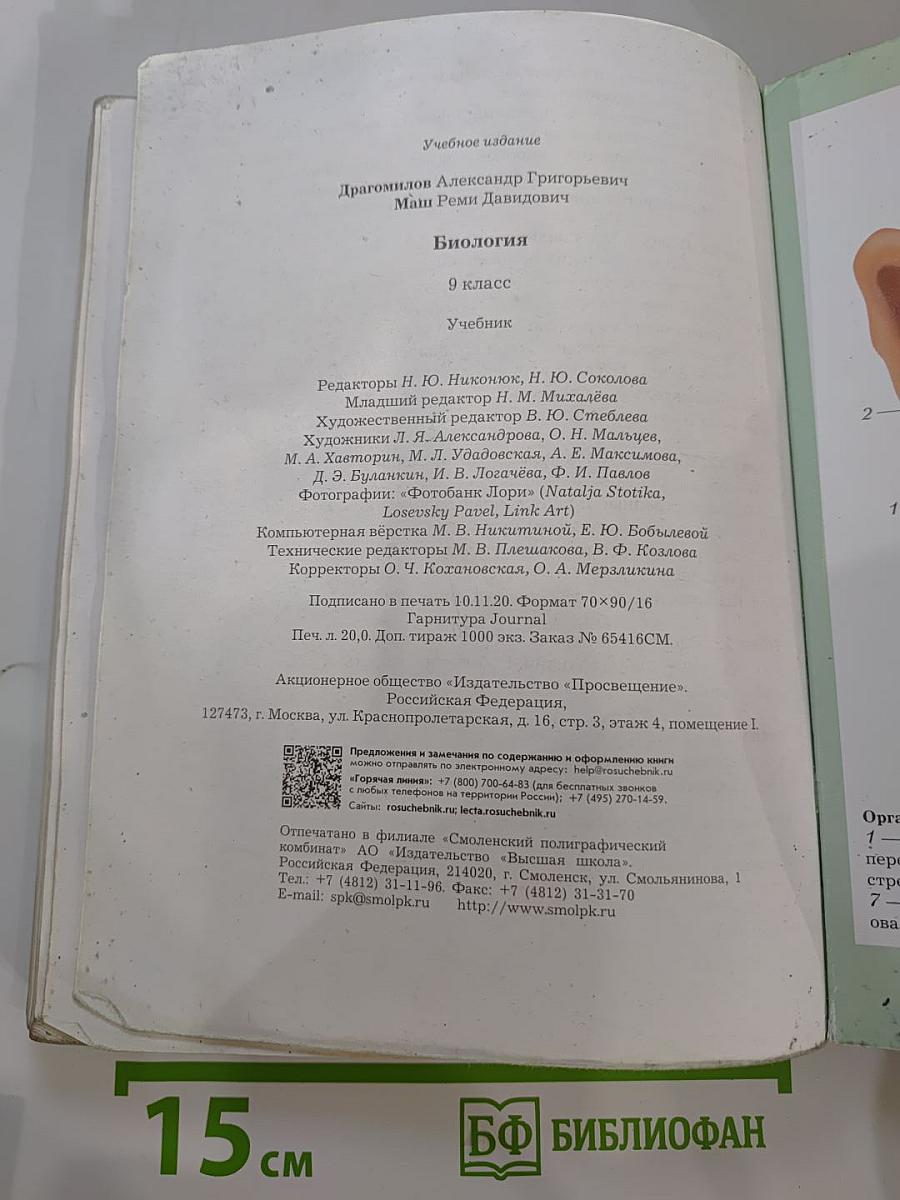 Учебное издание
Драгомилов Александр Григорьевич
Маш Реми Давидович
Биология
9 класс
Учебник
Редакторы Н. Ю. Никонюк, Н. Ю. Соколова
Младший редактор Н. М. Михалёва
Художественный редактор В. Ю. Стеблева
Художники Л. Я. Александрова, О. Н. Мальцев,
М. А. Хавторин, М. Л. Удадовская, А. Е. Максимова,
Д. Э. Буланкин, И. В. Логачёва, Ф. И. Павлов
Фотографии: «Фотобанк Лори» (Natalja Stotika,
Losevsky Pavel, Link Art)
Компьютерная вёрстка М. В. Никитиной, Е. Ю. Бобылевой
Технические редакторы М. В. Плешакова, В. Ф. Козлова
Корректоры О. Ч. Кохановская, О. А. Мерзликина
Подписано в печать 10.11.20. Формат 70×90/16
Гарнитура Journal
Печ. л. 20,0. Доп. тираж 1000 экз. Заказ № 65416СМ.
Акционерное общество «Издательство «Просвещение».
Российская Федерация,
127473, г. Москва, ул. Краснопролетарская, д. 16, стр. 3, этаж 4, помещение I.
Предложения и замечания по содержанию и оформлению книги
можно отправлять по электронному адресу: help@rosuchebnik.ru
«Горячая линия»: +7 (800) 700-64-83 (для бесплатных звонков
с любых телефонов на территории России); +7 (495) 270-14-59.
Сайты: rosuchebnik.ru; lecta.rosuchebnik.ru
Отпечатано в филиале «Смоленский полиграфический
комбинат» АО «Издательство «Высшая школа».
Российская Федерация, 214020, г. Смоленск, ул. Смольянинова, 1
Тел.: +7 (4812) 31-11-96. Факс: +7 (4812) 31-31-70
E-mail: spk@smolpk.ru http://www.smolpk.ru
2
1
Орга
1 —
пере
стре
7 —
ова
15 см
БФ БИБЛИОФАН